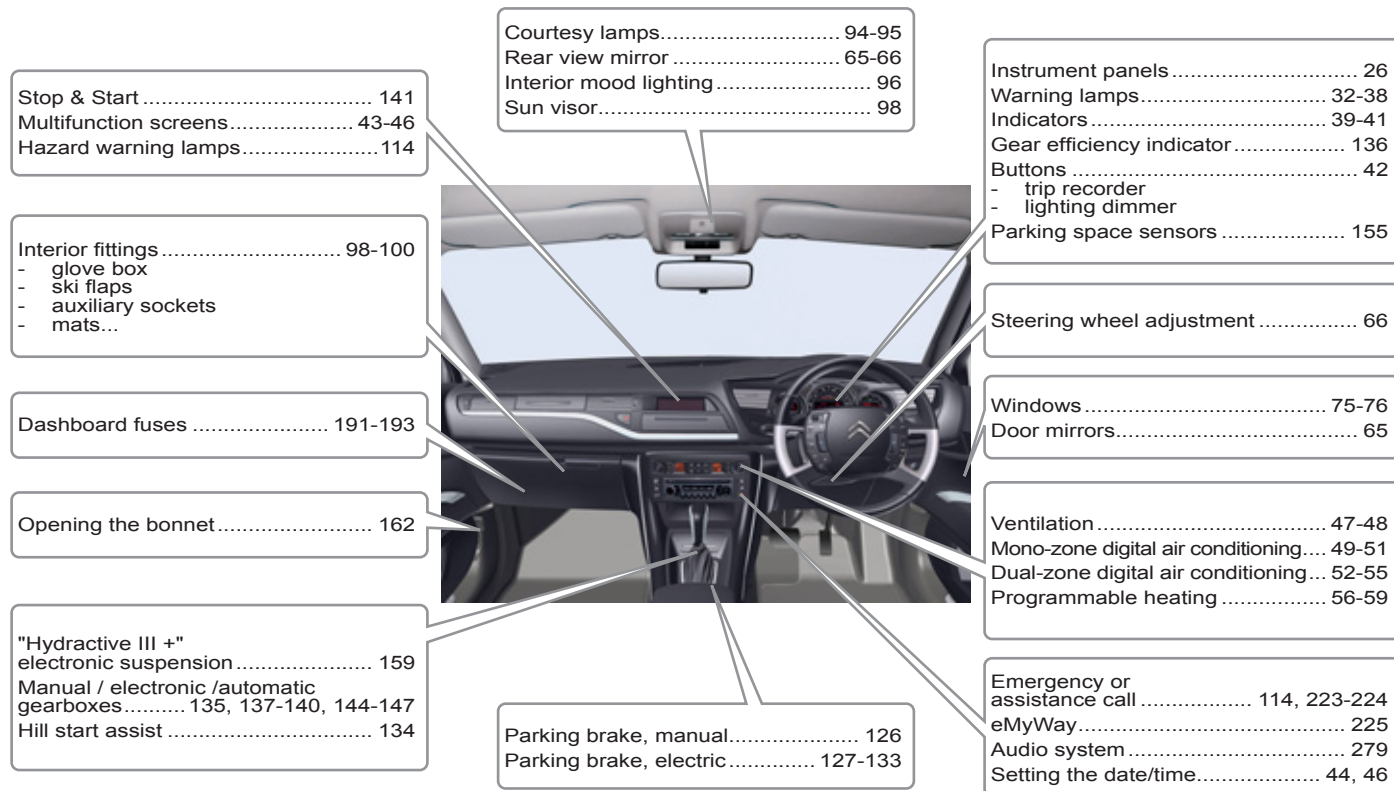 Courtesy lamps............................. 94-95
Rear view mirror ........................... 65-66
Interior mood lighting ......................... 96
Sun visor........................................... 98
Stop & Start .................................... 141
Multifunction screens.................... 43-46
Hazard warning lamps......................114
Interior fittings ............................ 98-100
- glove box
- ski flaps
- auxiliary sockets
- mats...
Dashboard fuses ...................... 191-193
Opening the bonnet ........................ 162
"Hydractive III +"
electronic suspension ...................... 159
Manual / electronic /automatic
gearboxes .......... 135, 137-140, 144-147
Hill start assist ................................. 134
Parking brake, manual..................... 126
Parking brake, electric .............. 127-133
Instrument panels .............................. 26
Warning lamps.............................. 32-38
Indicators ...................................... 39-41
Gear efficiency indicator .................. 136
Buttons .............................................. 42
- trip recorder
- lighting dimmer
Parking space sensors .................... 155
Steering wheel adjustment ................ 66
Windows ...................................... 75-76
Door mirrors....................................... 65
Ventilation ..................................... 47-48
Mono-zone digital air conditioning.... 49-51
Dual-zone digital air conditioning ... 52-55
Programmable heating ................. 56-59
Emergency or
assistance call .................. 114, 223-224
eMyWay........................................... 225
Audio system ................................... 279
Setting the date/time.................... 44, 46